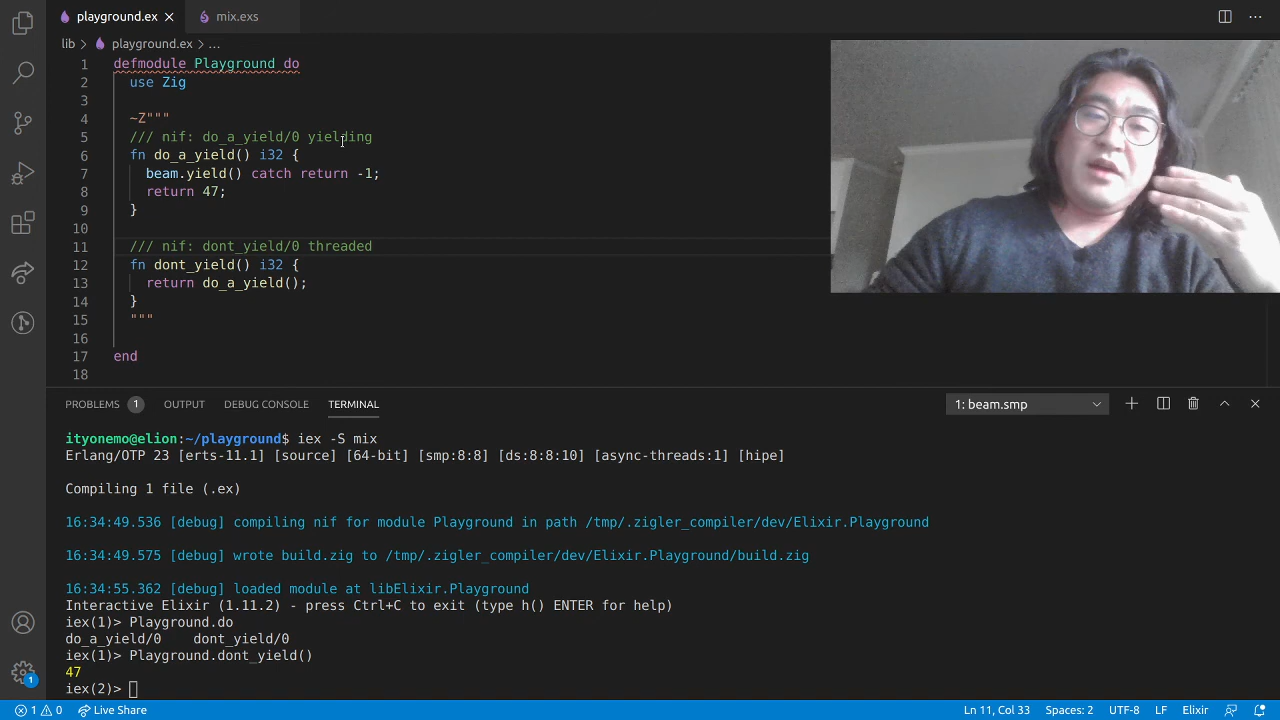 playground.ex
mix.exs
lib > playground.ex > ...
1 defmodule Playground do
2 use Zig
3
4 ~Z"""
5 /// nif: do_a_yield/0 yielding
6 fn do_a_yield() i32 {
7 beam.yield() catch return -1;
8 return 47;
9 }
10
11 /// nif: dont_yield/0 threaded
12 fn dont_yield() i32 {
13 return do_a_yield();
14 }
15 """
16
17 end
18
PROBLEMS 1 OUTPUT DEBUG CONSOLE TERMINAL 1: beam.smp
ityonemo@elion:~/playground$ iex -S mix
Erlang/OTP 23 [erts-11.1] [source] [64-bit] [smp:8:8] [ds:8:8:10] [async-threads:1] [hipe]
Compiling 1 file (.ex)
16:34:49.536 [debug] compiling nif for module Playground in path /tmp/.zigler_compiler/dev/Elixir.Playground
16:34:49.575 [debug] wrote build.zig to /tmp/.zigler_compiler/dev/Elixir.Playground/build.zig
16:34:55.362 [debug] loaded module at libElixir.Playground
Interactive Elixir (1.11.2) - press Ctrl+C to exit (type h() ENTER for help)
iex(1)> Playground.do
do_a_yield/0 dont_yield/0
iex(1)> Playground.dont_yield()
47
iex(2)>
1
1 0 Live Share Ln 11, Col 33 Spaces: 2 UTF-8 LF Elixir